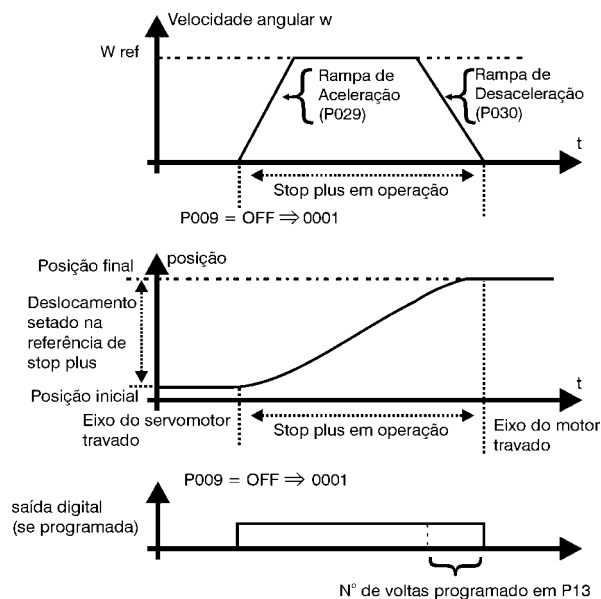 Velocidade angular w
W ref
Rampa de
Aceleração
(P029)
Rampa de
Desaceleração
(P030)
t
Stop plus em operação
P009 = OFF ⇒ 0001
posição
Posição final
Deslocamento
setado na
referência de
stop plus
Posição inicial
t
Eixo do servomotor
travado
Stop plus em operação
Eixo do motor
travado
P009 = OFF ⇒ 0001
saída digital
(se programada)
N° de voltas programado em P13